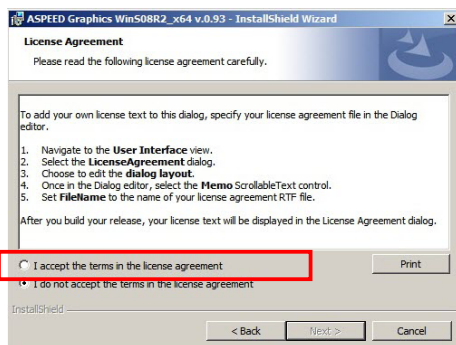 ASPEED Graphics WinS08R2_x64 v.0.93 - InstallShield Wizard
License Agreement
Please read the following license agreement carefully.
To add your own license text to this dialog, specify your license agreement file in the Dialog
editor.
1. Navigate to the User Interface view.
2. Select the LicenseAgreement dialog.
3. Choose to edit the dialog layout.
4. Once in the Dialog editor, select the Memo ScrollableText control.
5. Set FileName to the name of your license agreement RTF file.
After you build your release, your license text will be displayed in the License Agreement dialog.
I accept the terms in the license agreement
Print
I do not accept the terms in the license agreement
InstallShield
< Back
Next >
Cancel